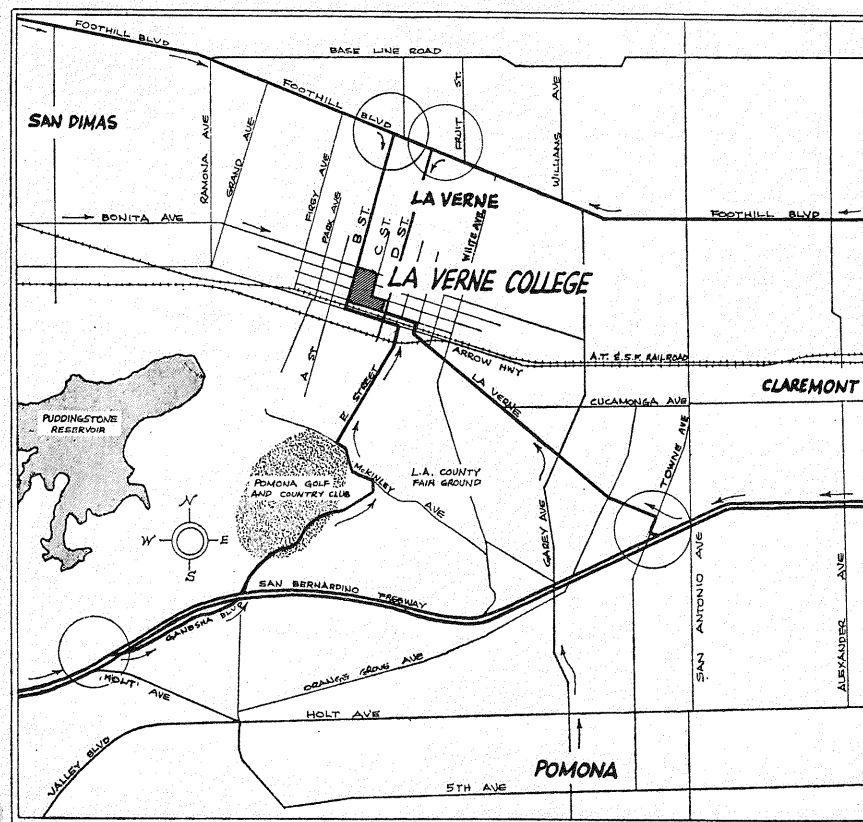 FOOTHILL BLVD
BASE LINE ROAD
FOOTHILL BLVD
FRUIT ST.
SAN DIMAS
RAMONA AVE
GRAND AVE
WILLIAMS AVE
FIREY AVE
PARK AVE
LA VERNE
BONITA AVE
B ST.
C ST.
D ST.
WHITE AVE
FOOTHILL BLVD
LA VERNE COLLEGE
A ST
E STREET
ARROW HWY
A.T. & S.F. RAILROAD
LA VERNE
CLAREMONT
CUCAMONGA AVE
PUDDINGSTONE
RESERVOIR
TOWNE AVE
POMONA GOLF
AND COUNTRY CLUB
McKINLEY AVE
L.A. COUNTY
FAIR GROUND
N
W E
S
GAREY AVE
SAN BERNARDINO FREEWAY
GANESHA BLVD
SAN ANTONIO AVE
ALEXANDER AVE
ORANGE GROVE AVE
HOLT AVE
HOLT AVE
VALLEY BLVD
POMONA
5TH AVE